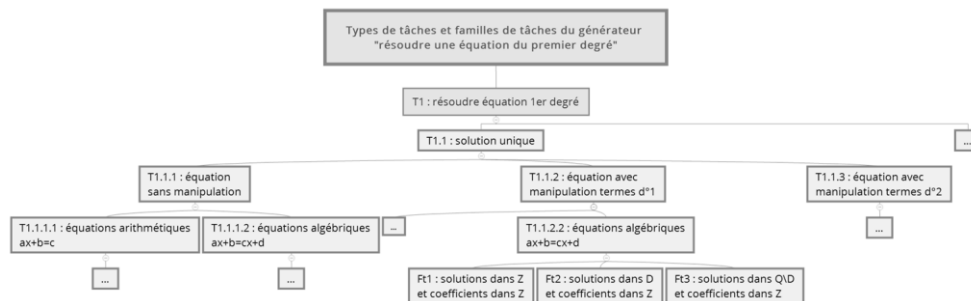 Types de tâches et familles de tâches du générateur
"résoudre une équation du premier degré"
T1 : résoudre équation 1er degré
T1.1 : solution unique
...
T1.1.1 : équation
sans manipulation
T1.1.2 : équation avec
manipulation termes d°1
T1.1.3 : équation avec
manipulation termes d°2
T1.1.1.1 : équations arithmétiques
ax+b=c
T1.1.1.2 : équations algébriques
ax+b=cx+d
...
T1.1.2.2 : équations algébriques
ax+b=cx+d
...
...
...
Ft1 : solutions dans Z
et coefficients dans Z
Ft2 : solutions dans D
et coefficients dans Z
Ft3 : solutions dans Q\D
et coefficients dans Z